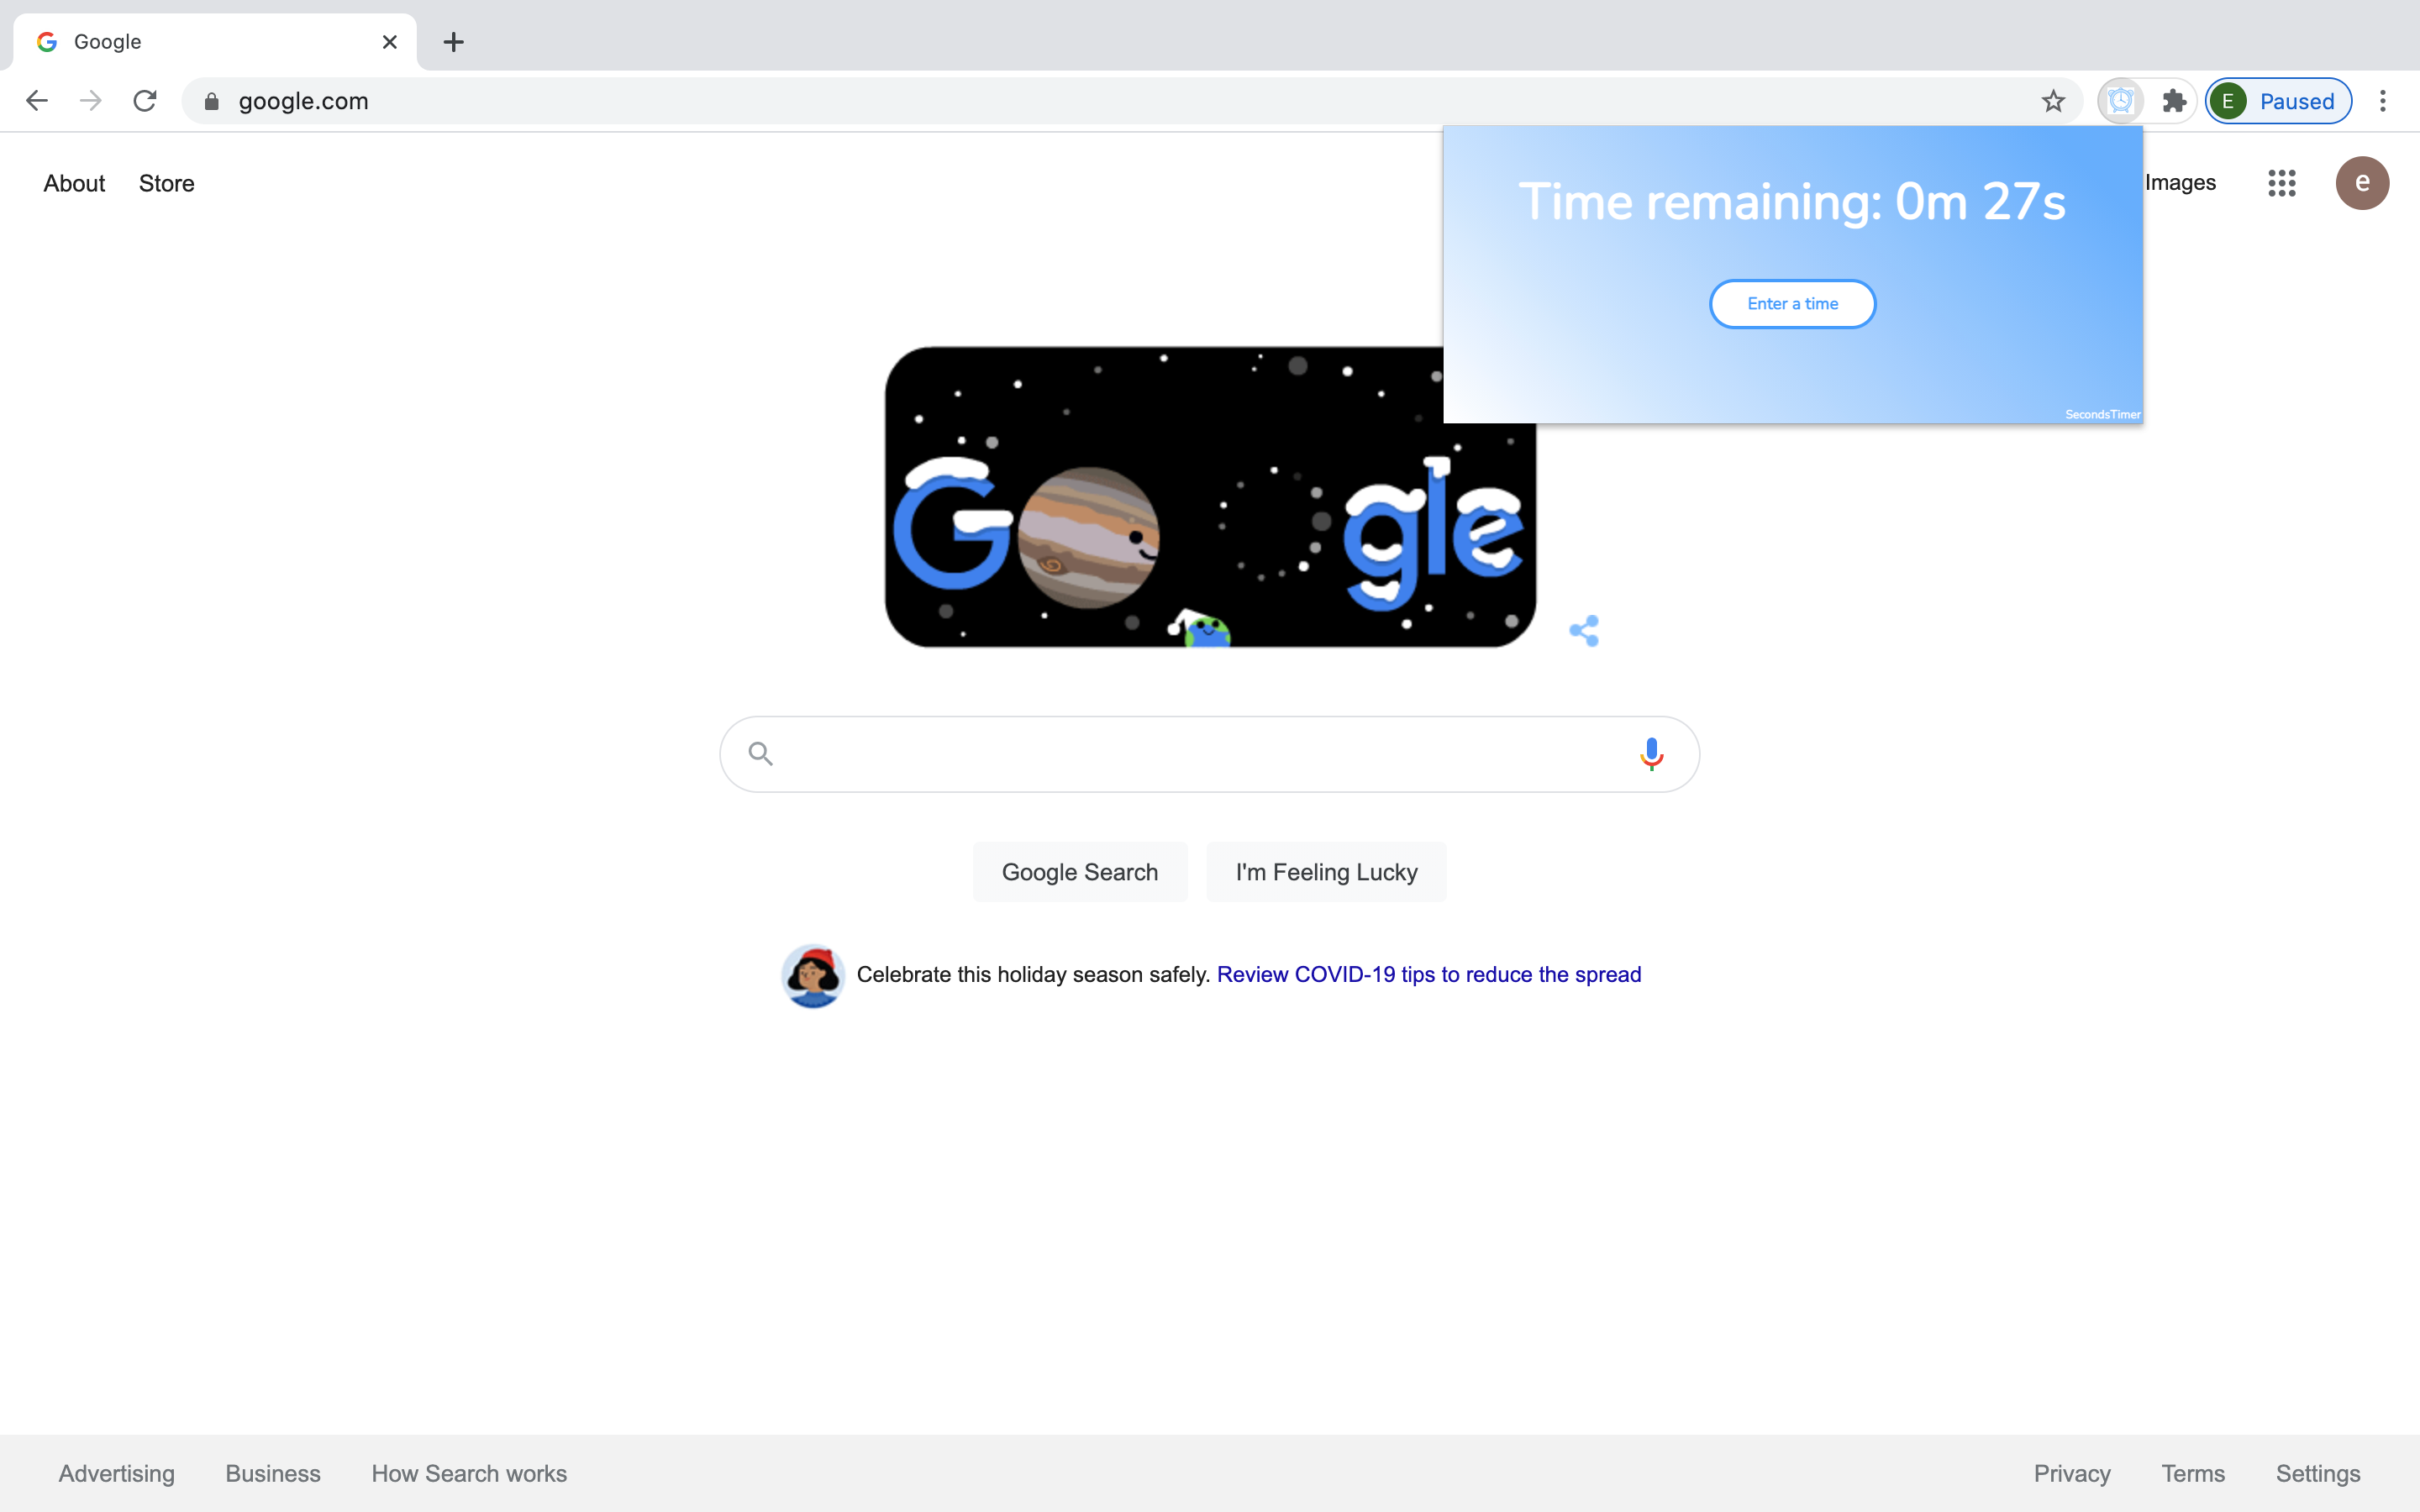 Google
google.com
E Paused
About Store
Images
e
Time remaining: 0m 27s
Enter a time
SecondsTimer
G gle
Google Search I'm Feeling Lucky
Celebrate this holiday season safely. Review COVID-19 tips to reduce the spread
Advertising Business How Search works
Privacy Terms Settings